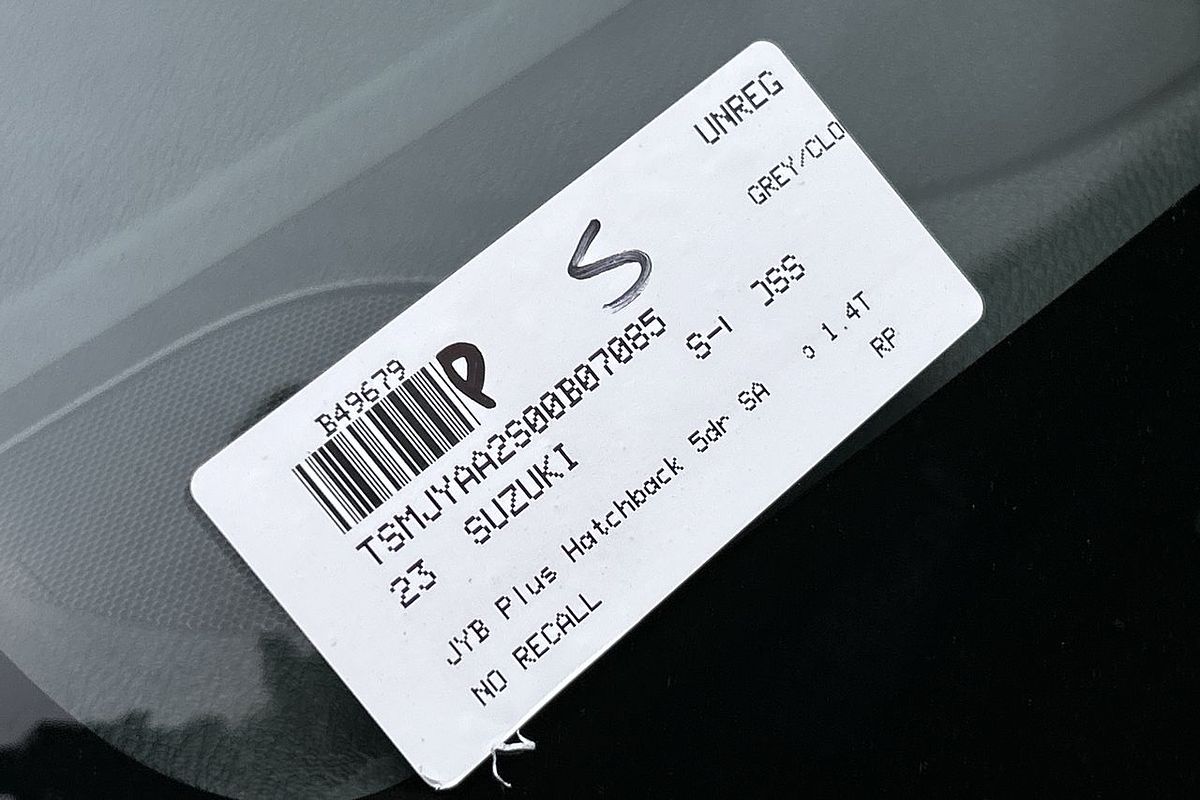 UNREG
GREY/CLO
S
B49679
P
TSMJYAA2S00B07085
23 SUZUKI S-I JSS
JYB Plus Hatchback 5dr SA o 1.4T
NO RECALL RP